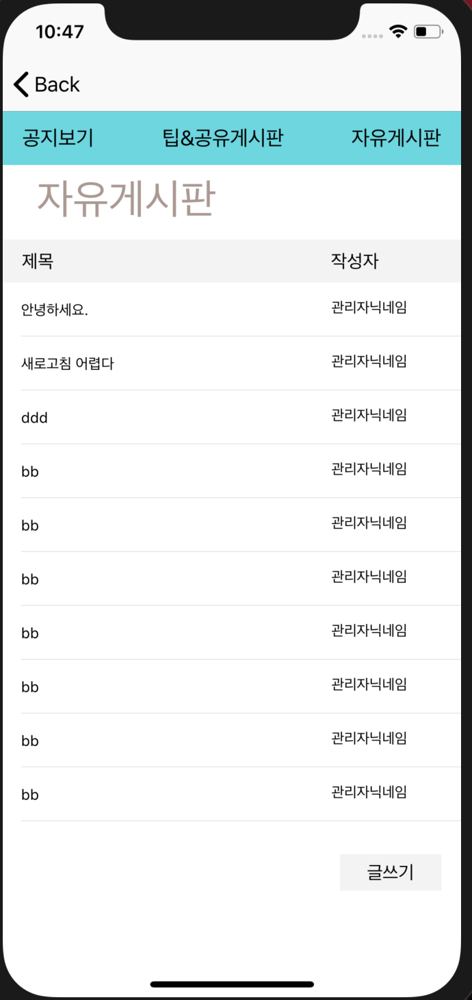 10:47
Back
공지보기 팁&공유게시판 자유게시판
자유게시판
제목 작성자
안녕하세요. 관리자닉네임
새로고침 어렵다 관리자닉네임
ddd 관리자닉네임
bb 관리자닉네임
bb 관리자닉네임
bb 관리자닉네임
bb 관리자닉네임
bb 관리자닉네임
bb 관리자닉네임
bb 관리자닉네임
글쓰기